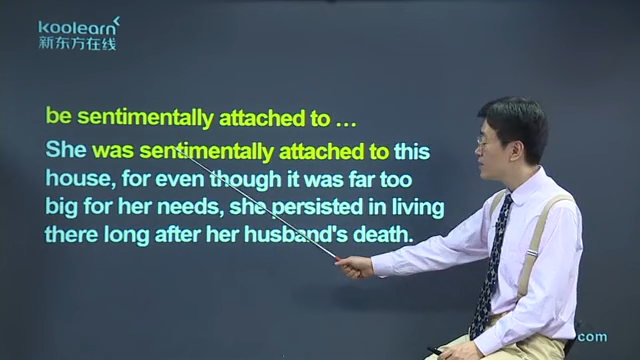 koolearn
新东方在线
be sentimentally attached to …
She was sentimentally attached to this
house, for even though it was far too
big for her needs, she persisted in living
there long after her husband's death.
com